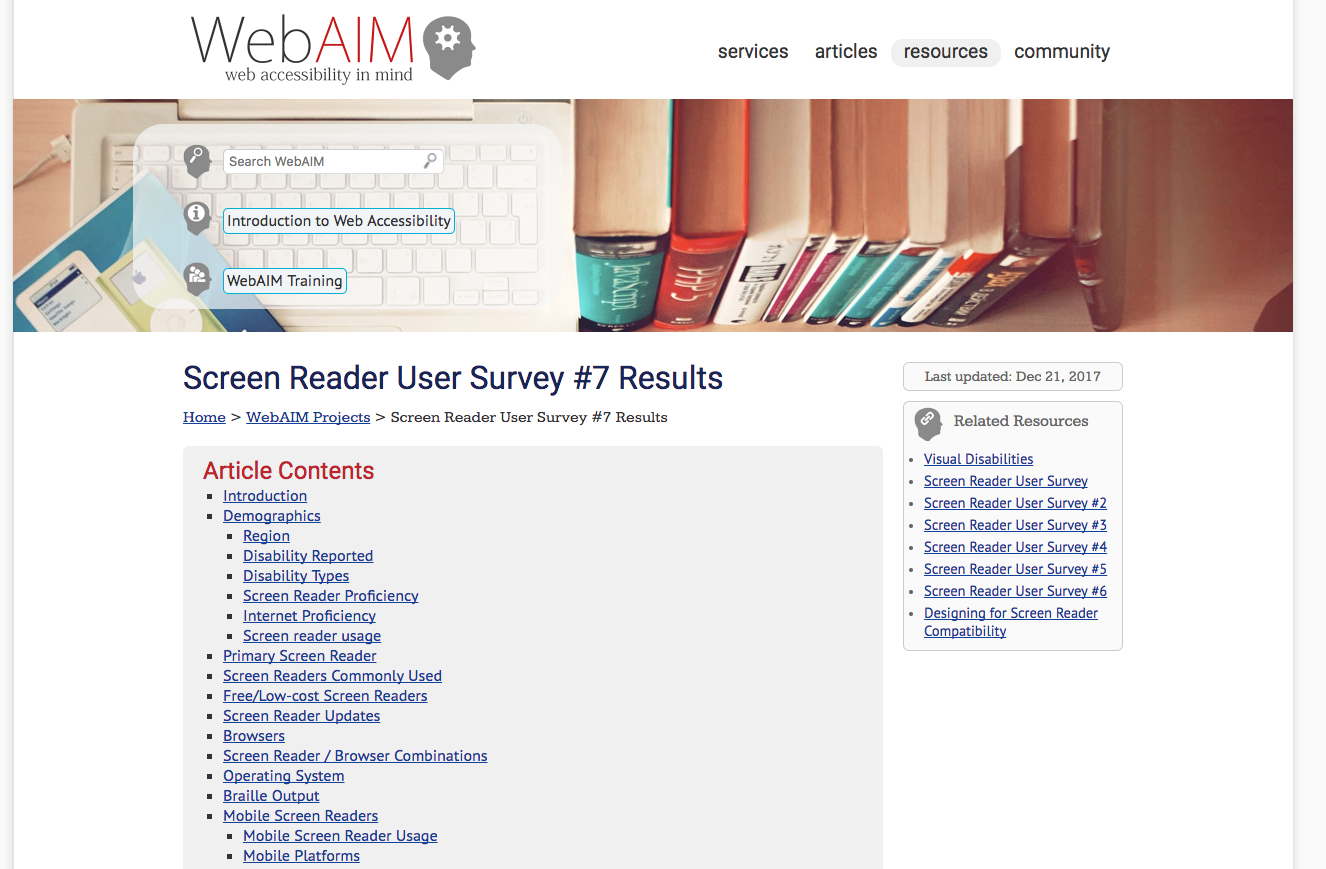 WebAIM
web accessibility in mind
services articles resources community
Search WebAIM
Introduction to Web Accessibility
WebAIM Training
JavaScript
PHP 5
Screen Reader User Survey #7 Results
Home > WebAIM Projects > Screen Reader User Survey #7 Results
Article Contents
Introduction
Demographics
Region
Disability Reported
Disability Types
Screen Reader Proficiency
Internet Proficiency
Screen reader usage
Primary Screen Reader
Screen Readers Commonly Used
Free/Low-cost Screen Readers
Screen Reader Updates
Browsers
Screen Reader / Browser Combinations
Operating System
Braille Output
Mobile Screen Readers
Mobile Screen Reader Usage
Mobile Platforms
Last updated: Dec 21, 2017
Related Resources
Visual Disabilities
Screen Reader User Survey
Screen Reader User Survey #2
Screen Reader User Survey #3
Screen Reader User Survey #4
Screen Reader User Survey #5
Screen Reader User Survey #6
Designing for Screen Reader
Compatibility